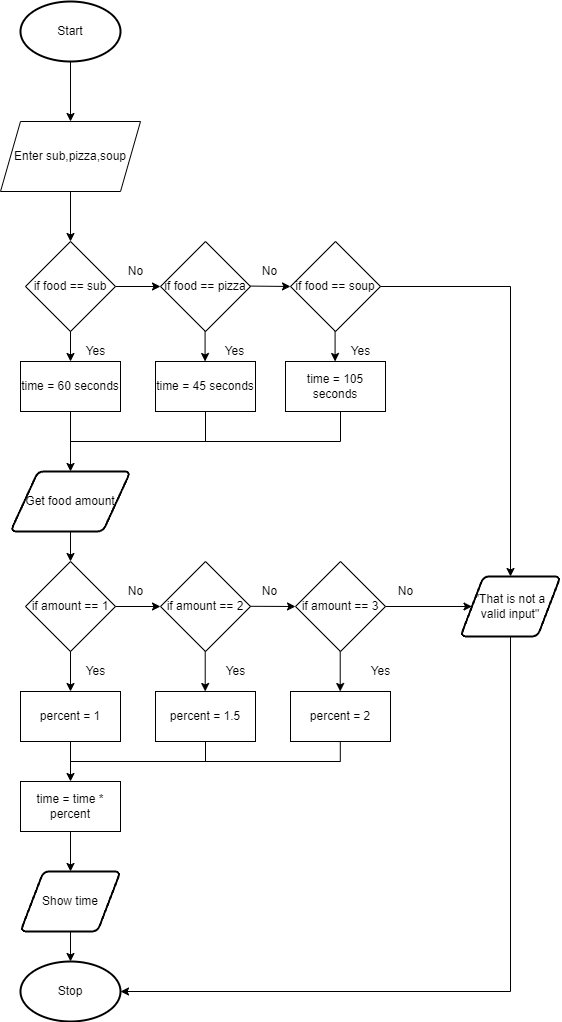 Start
Enter sub,pizza,soup
if food == sub
No
if food == pizza
No
if food == soup
Yes
Yes
Yes
time = 60 seconds
time = 45 seconds
time = 105
seconds
Get food amount
if amount == 1
No
if amount == 2
No
if amount == 3
No
"That is not a
valid input"
Yes
Yes
Yes
percent = 1
percent = 1.5
percent = 2
time = time *
percent
Show time
Stop